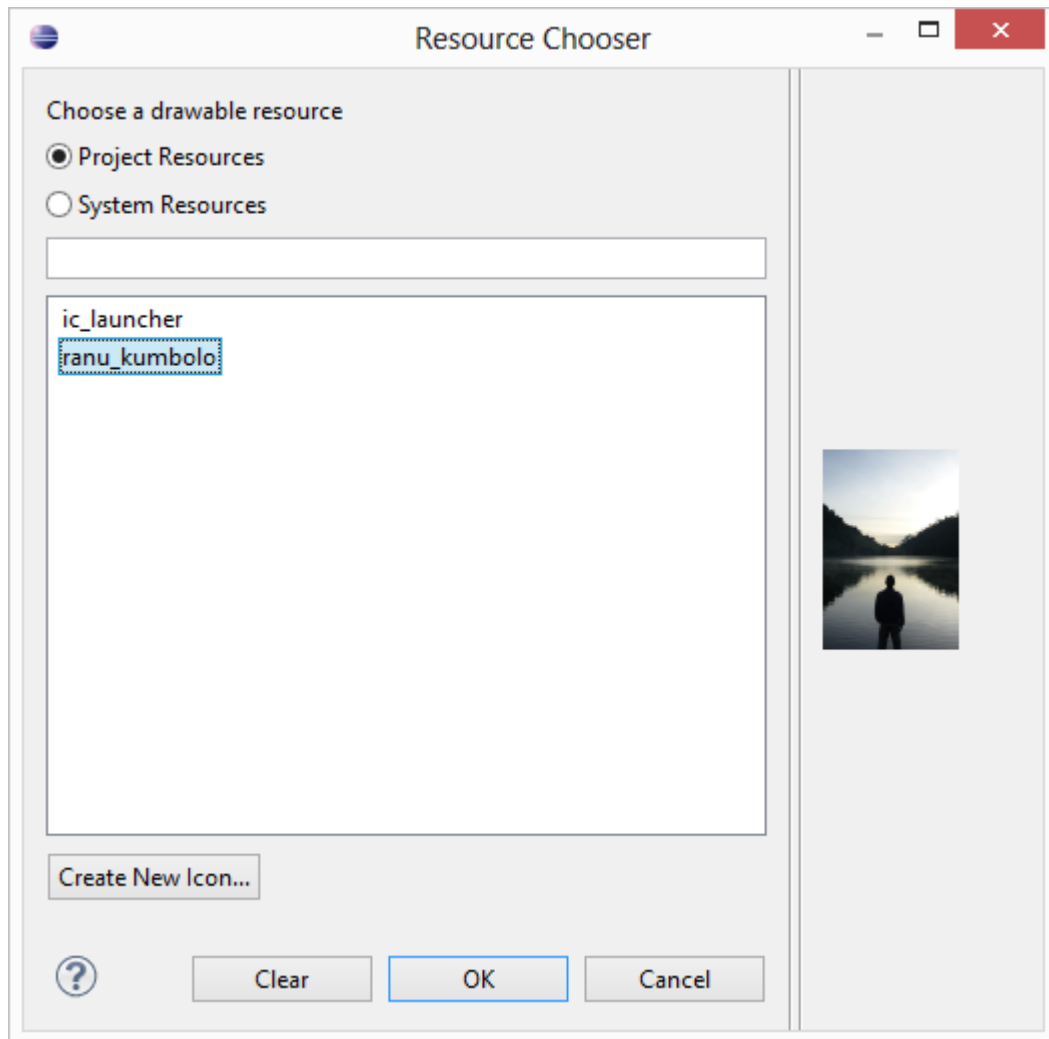 Resource Chooser
Choose a drawable resource
Project Resources
System Resources
ic_launcher
ranu_kumbolo
Create New Icon...
?
Clear
OK
Cancel